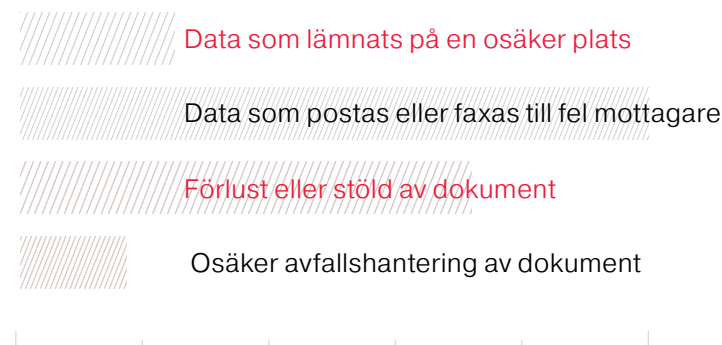 Data som lämnats på en osäker plats
Data som postas eller faxas till fel mottagare
Förlust eller stöld av dokument
Osäker avfallshantering av dokument